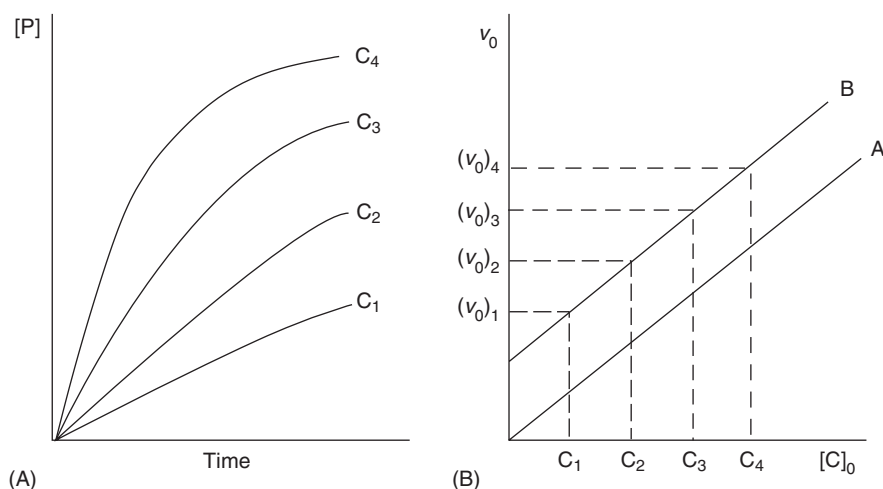 [P]
C₄
C₃
C₂
C₁
Time
(A)
v₀
B
A
(v₀)₄
(v₀)₃
(v₀)₂
(v₀)₁
C₁ C₂ C₃ C₄ [C]₀
(B)